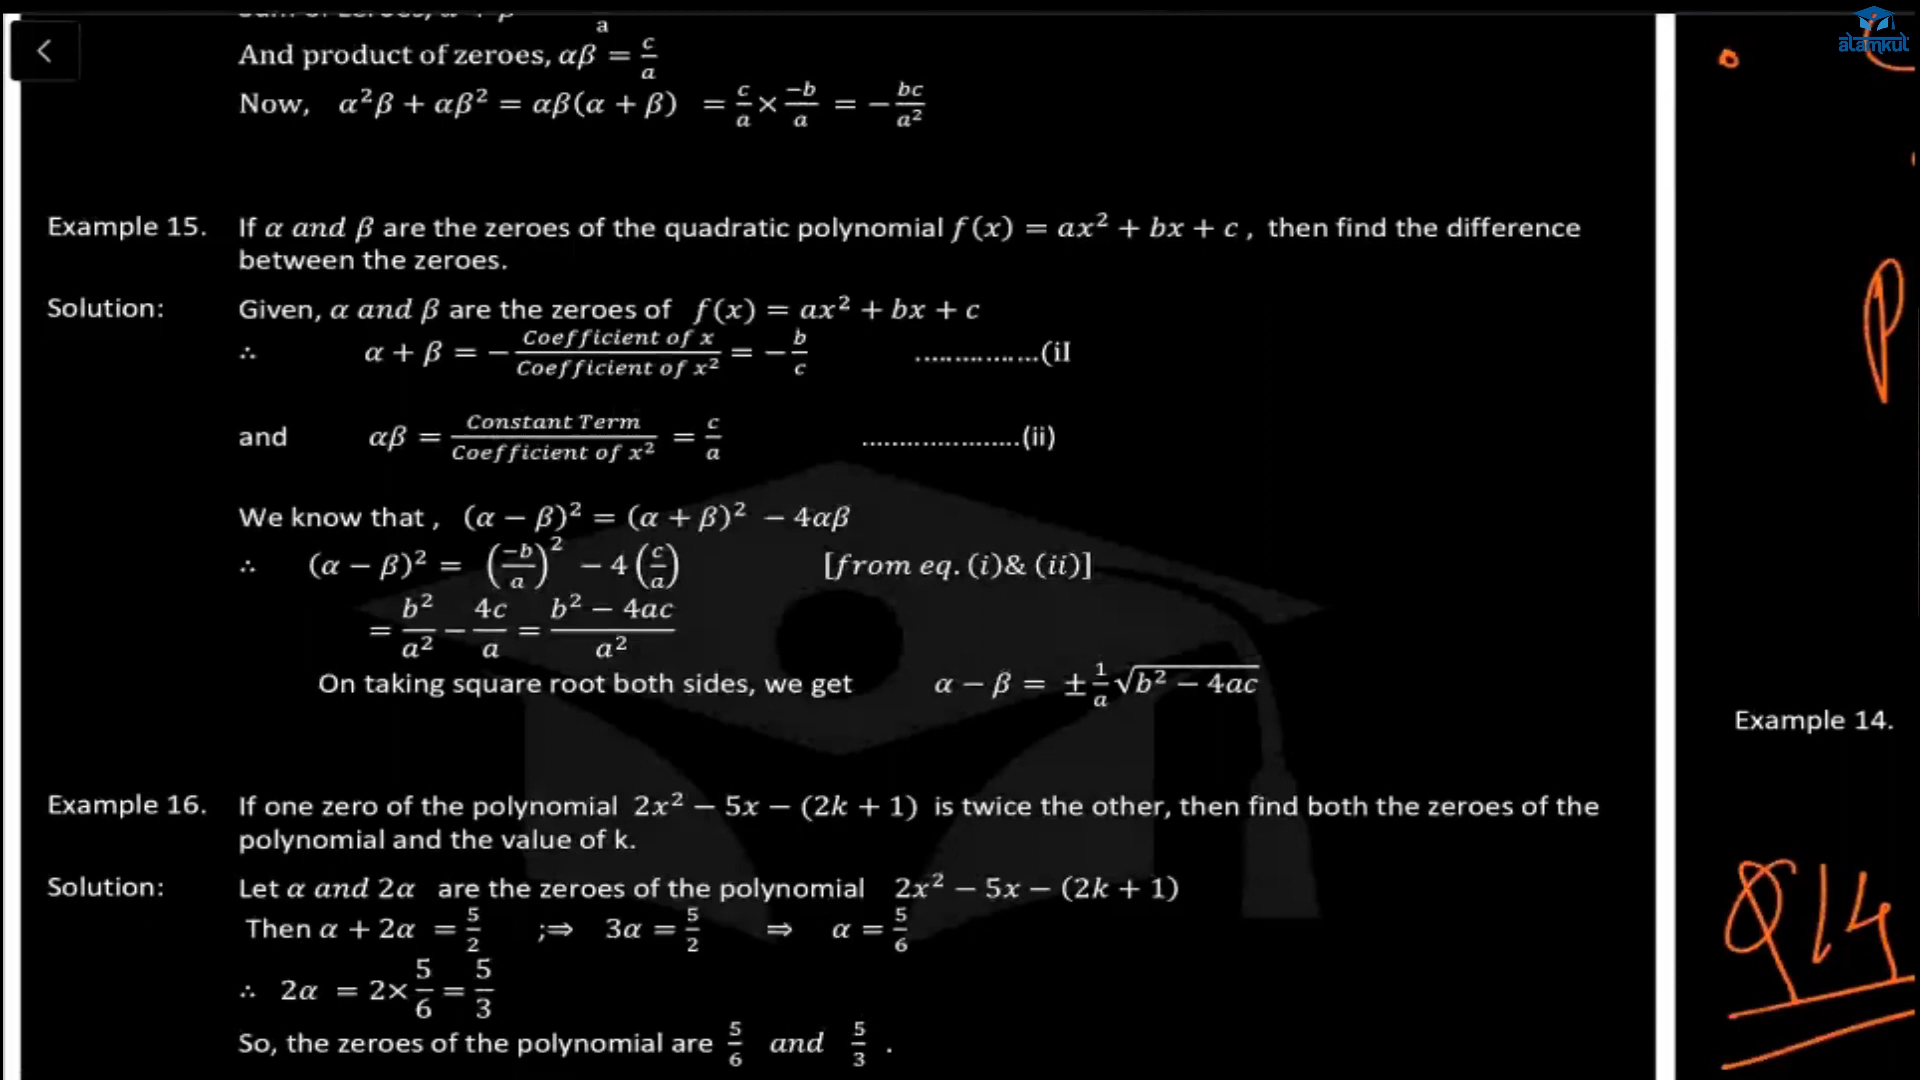 a
And product of zeroes, αβ = c/a
Now, α²β + αβ² = αβ(α + β) = c/a × −b/a = − bc/a²
alamkul
Example 15. If α and β are the zeroes of the quadratic polynomial f(x) = ax² + bx + c , then find the difference
between the zeroes.
Solution: Given, α and β are the zeroes of f(x) = ax² + bx + c
∴ α + β = − Coefficient of x / Coefficient of x² = − b/c ................(iI
and αβ = Constant Term / Coefficient of x² = c/a .....................(ii)
We know that , (α − β)² = (α + β)² − 4αβ
∴ (α − β)² = (−b/a)² − 4 (c/a) [from eq. (i)& (ii)]
= b²/a² − 4c/a = b² − 4ac / a²
On taking square root both sides, we get α − β = ± 1/a √b² − 4ac
Example 16. If one zero of the polynomial 2x² − 5x − (2k + 1) is twice the other, then find both the zeroes of the
polynomial and the value of k.
Solution: Let α and 2α are the zeroes of the polynomial 2x² − 5x − (2k + 1)
Then α + 2α = 5/2 ;⇒ 3α = 5/2 ⇒ α = 5/6
∴ 2α = 2× 5/6 = 5/3
So, the zeroes of the polynomial are 5/6 and 5/3 .
P
Example 14.
Q14